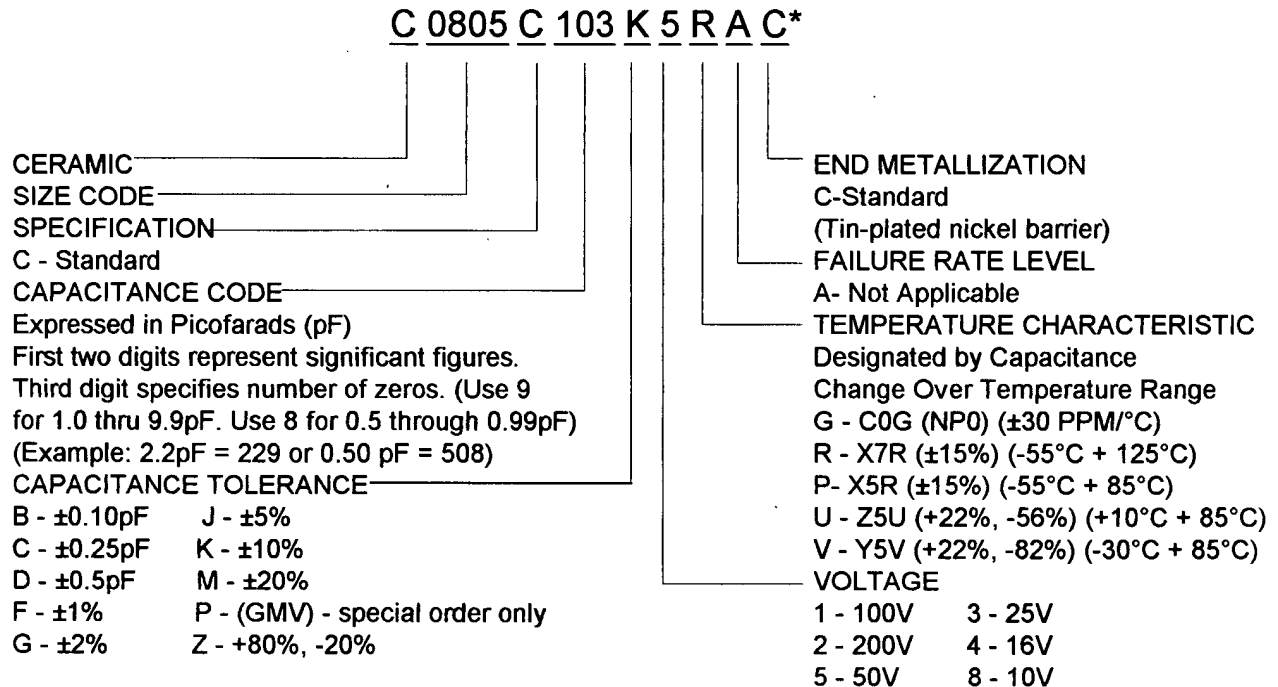 C 0805 C 103 K 5 R A C*
CERAMIC
SIZE CODE
SPECIFICATION
C - Standard
CAPACITANCE CODE
Expressed in Picofarads (pF)
First two digits represent significant figures.
Third digit specifies number of zeros. (Use 9
for 1.0 thru 9.9pF. Use 8 for 0.5 through 0.99pF)
(Example: 2.2pF = 229 or 0.50 pF = 508)
CAPACITANCE TOLERANCE
B - ±0.10pF J - ±5%
C - ±0.25pF K - ±10%
D - ±0.5pF M - ±20%
F - ±1% P - (GMV) - special order only
G - ±2% Z - +80%, -20%
END METALLIZATION
C-Standard
(Tin-plated nickel barrier)
FAILURE RATE LEVEL
A- Not Applicable
TEMPERATURE CHARACTERISTIC
Designated by Capacitance
Change Over Temperature Range
G - C0G (NP0) (±30 PPM/°C)
R - X7R (±15%) (-55°C + 125°C)
P- X5R (±15%) (-55°C + 85°C)
U - Z5U (+22%, -56%) (+10°C + 85°C)
V - Y5V (+22%, -82%) (-30°C + 85°C)
VOLTAGE
1 - 100V 3 - 25V
2 - 200V 4 - 16V
5 - 50V 8 - 10V